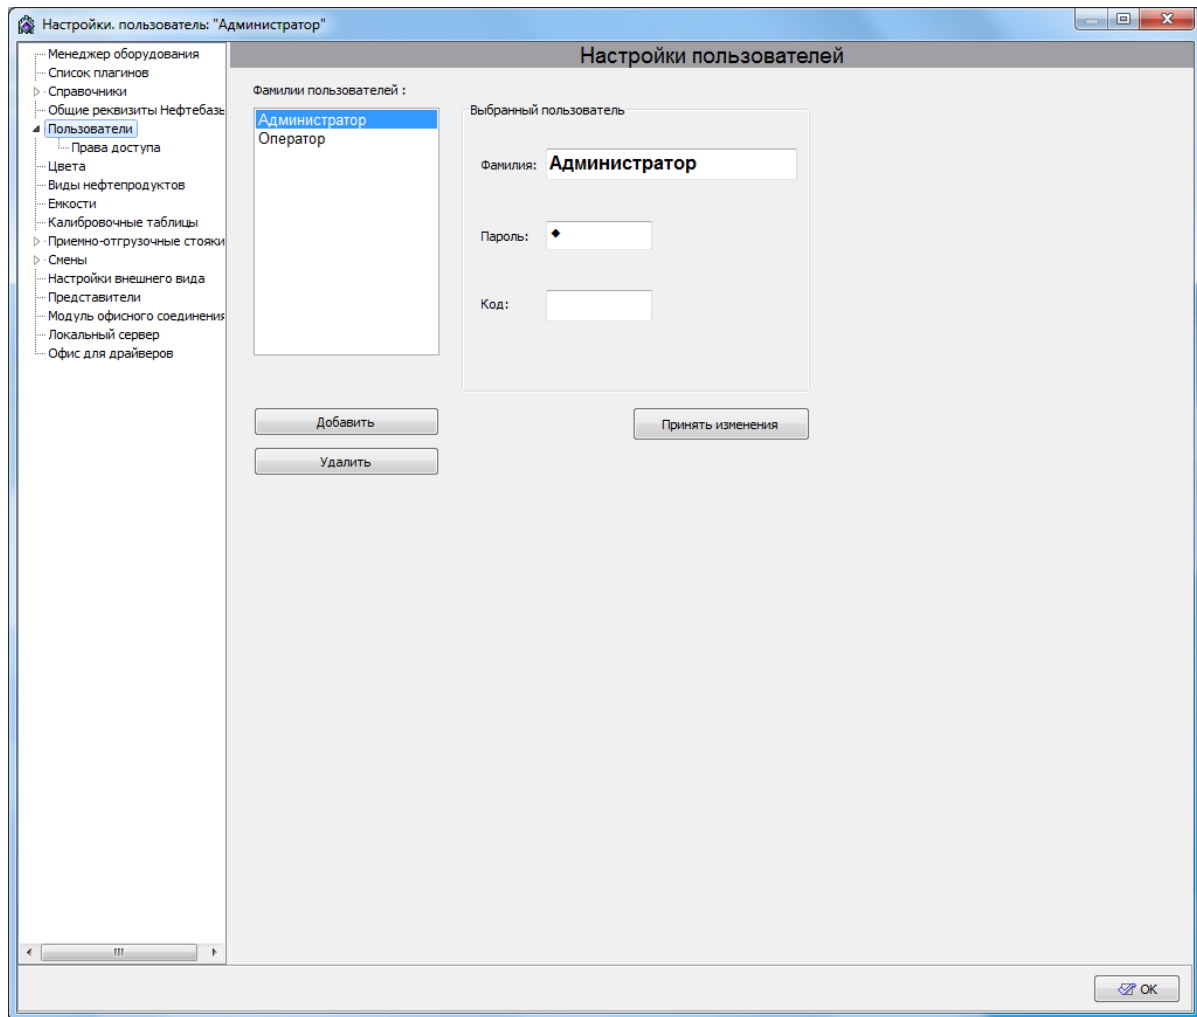 Настройки. пользователь: "Администратор"
Менеджер оборудования
Список плагинов
Справочники
Общие реквизиты Нефтебазь
Пользователи
Права доступа
Цвета
Виды нефтепродуктов
Емкости
Калибровочные таблицы
Приемно-отгрузочные стояки
Смены
Настройки внешнего вида
Представители
Модуль офисного соединения
Локальный сервер
Офис для драйверов
Настройки пользователей
Фамилии пользователей :
Администратор
Оператор
Выбранный пользователь
Фамилия: Администратор
Пароль:
Код:
Добавить
Удалить
Принять изменения
OK